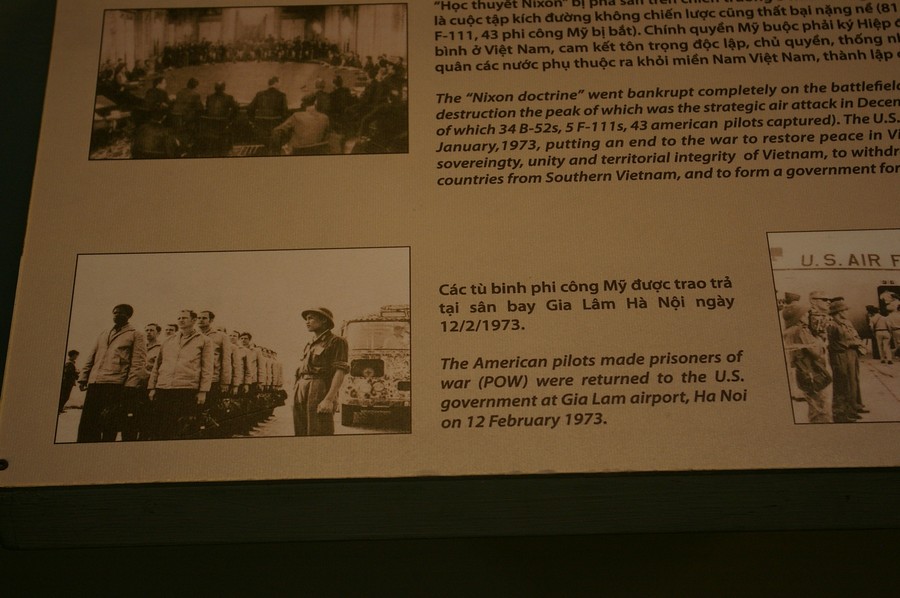 "Học thuyết Nixon" bị phá sản trên chiến trường
là cuộc tập kích đường không chiến lược cũng thất bại nặng nề (81
F-111, 43 phi công Mỹ bị bắt). Chính quyền Mỹ buộc phải ký Hiệp
bình ở Việt Nam, cam kết tôn trọng độc lập, chủ quyền, thống
quân các nước phụ thuộc ra khỏi miền Nam Việt Nam, thành lập
The "Nixon doctrine" went bankrupt completely on the battlefield
destruction the peak of which was the strategic air attack in
of which 34 B-52s, 5 F-111s, 43 american pilots captured). The U.S.
January,1973, putting an end to the war to restore peace in
sovereingty, unity and territorial integrity of Vietnam, to
countries from Southern Vietnam, and to form a government for
U.S. AIR F
Các tù binh phi công Mỹ được trao trả
tại sân bay Gia Lâm Hà Nội ngày
12/2/1973.
The American pilots made prisoners of
war (POW) were returned to the U.S.
government at Gia Lam airport, Ha Noi
on 12 February 1973.